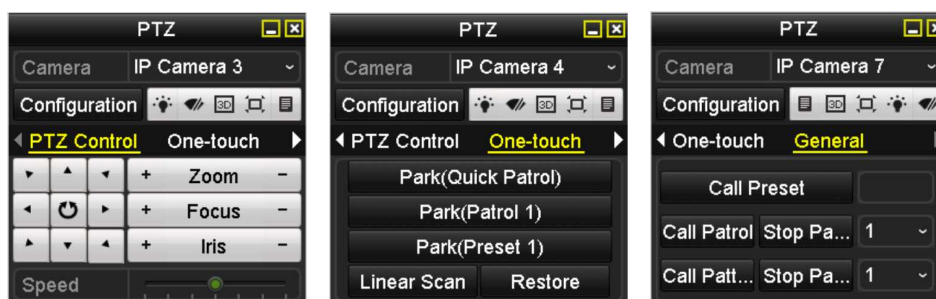 PTZ
Camera IP Camera 3
Configuration 3D
PTZ Control One-touch
+ Zoom -
+ Focus -
+ Iris -
Speed
PTZ
Camera IP Camera 4
Configuration 3D
PTZ Control One-touch
Park(Quick Patrol)
Park(Patrol 1)
Park(Preset 1)
Linear Scan Restore
PTZ
Camera IP Camera 7
Configuration 3D
One-touch General
Call Preset
Call Patrol Stop Pa... 1
Call Patt... Stop Pa... 1